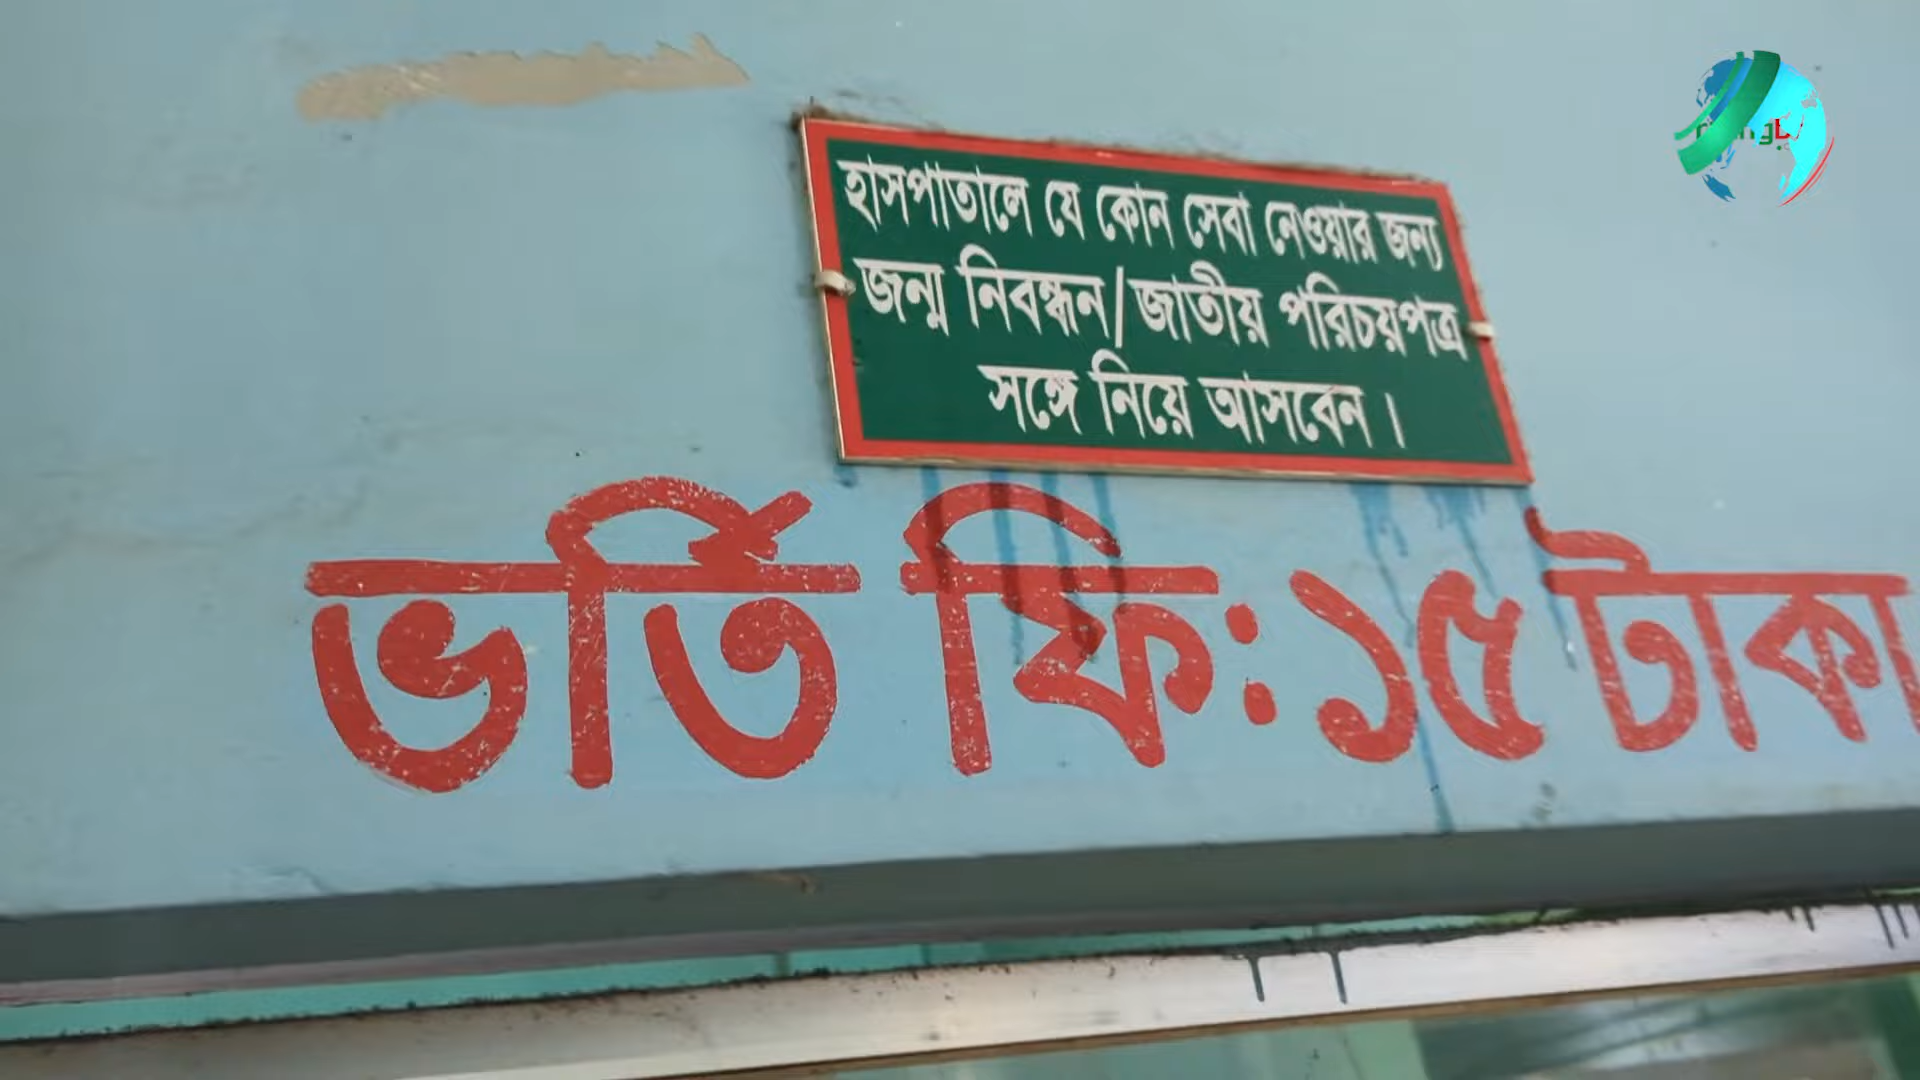 হাসপাতালে যে কোন সেবা নেওয়ার জন্য
জন্ম নিবন্ধন/জাতীয় পরিচয়পত্র
সঙ্গে নিয়ে আসবেন ।
ভর্তি ফি:১৫ টাকা